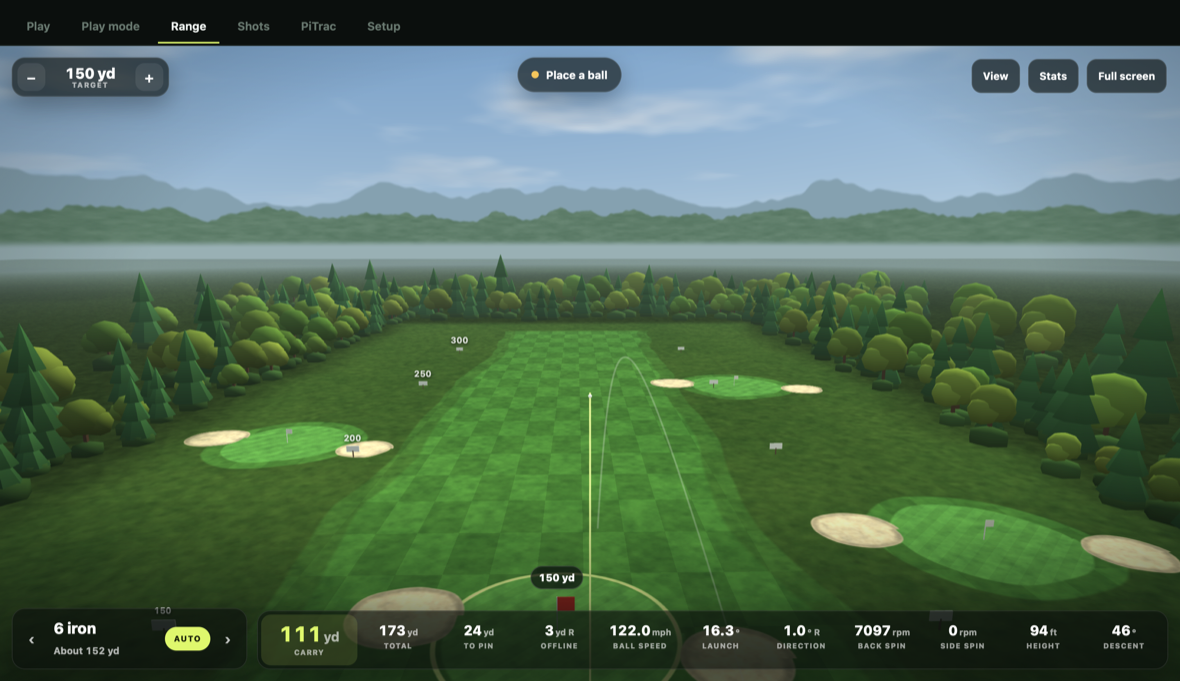 Play Play mode Range Shots PiTrac Setup
− 150 yd +
TARGET
Place a ball
View Stats Full screen
300
250
200
150 yd
150
‹ 6 iron AUTO ›
About 152 yd
111 yd
CARRY
173 yd
TOTAL
24 yd
TO PIN
3 yd R
OFFLINE
122.0 mph
BALL SPEED
16.3°
LAUNCH
1.0° R
DIRECTION
7097 rpm
BACK SPIN
0 rpm
SIDE SPIN
94 ft
HEIGHT
46°
DESCENT